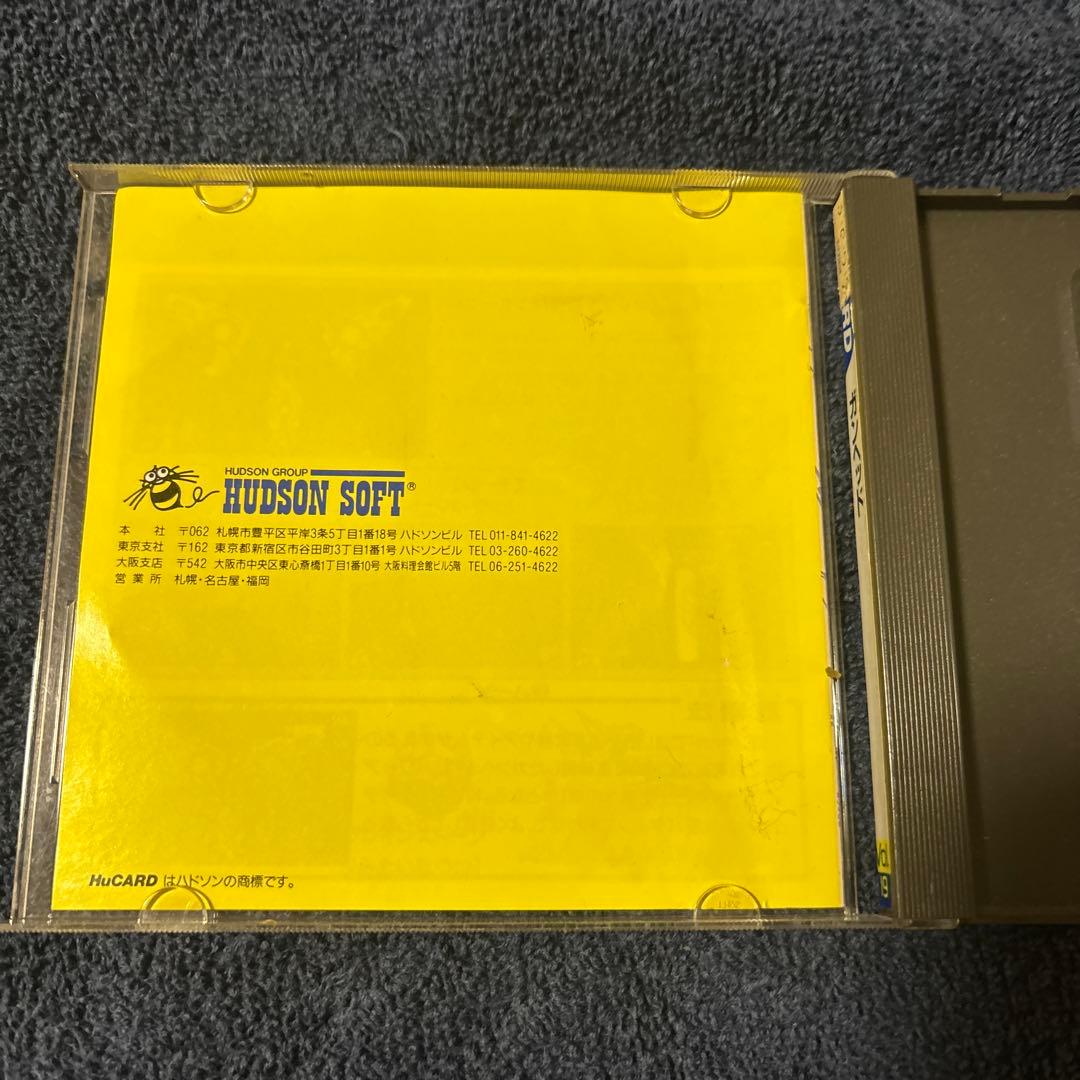 HUDSON GROUP
HUDSON SOFT®
本 社 〒062 札幌市豊平区平岸3条5丁目1番18号 ハドソンビル TEL 011-841-4622
東京支社 〒162 東京都新宿区市谷田町3丁目1番1号 ハドソンビル TEL 03-260-4622
大阪支店 〒542 大阪市中央区東心斎橋1丁目1番10号 大阪料理会館ビル5階 TEL 06-251-4622
営業所 札幌・名古屋・福岡
HuCARD はハドソンの商標です。
ガンヘッド
Vol.